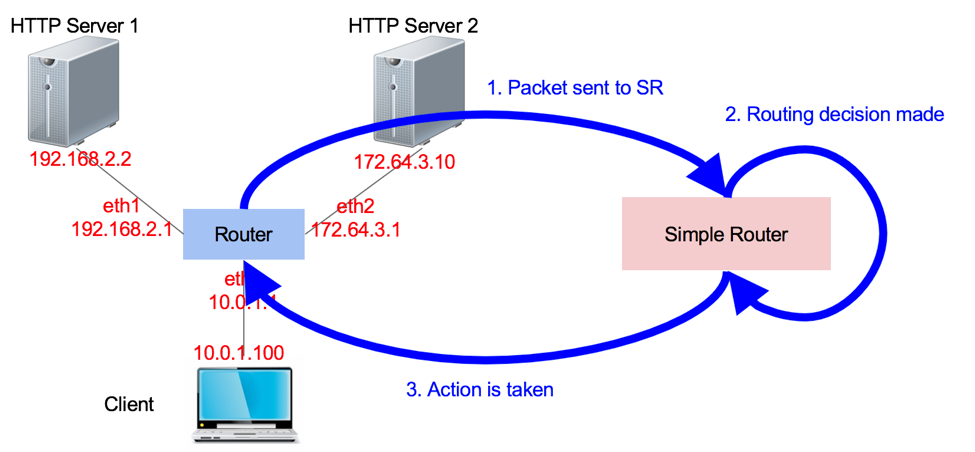 HTTP Server 1
HTTP Server 2
1. Packet sent to SR
2. Routing decision made
192.168.2.2
172.64.3.10
eth1
192.168.2.1
eth2
172.64.3.1
Router
Simple Router
10.0.1.100
3. Action is taken
Client